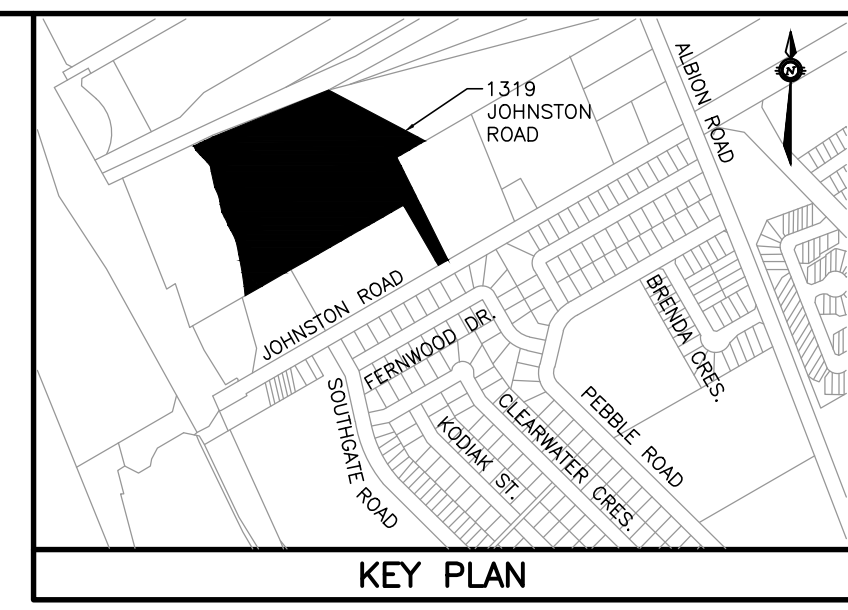 1319
JOHNSTON
ROAD
ALBION ROAD
N
JOHNSTON ROAD
FERNWOOD DR.
BRENDA CRES.
SOUTHGATE ROAD
KODIAK ST.
CLEARWATER CRES.
PEBBLE ROAD
KEY PLAN